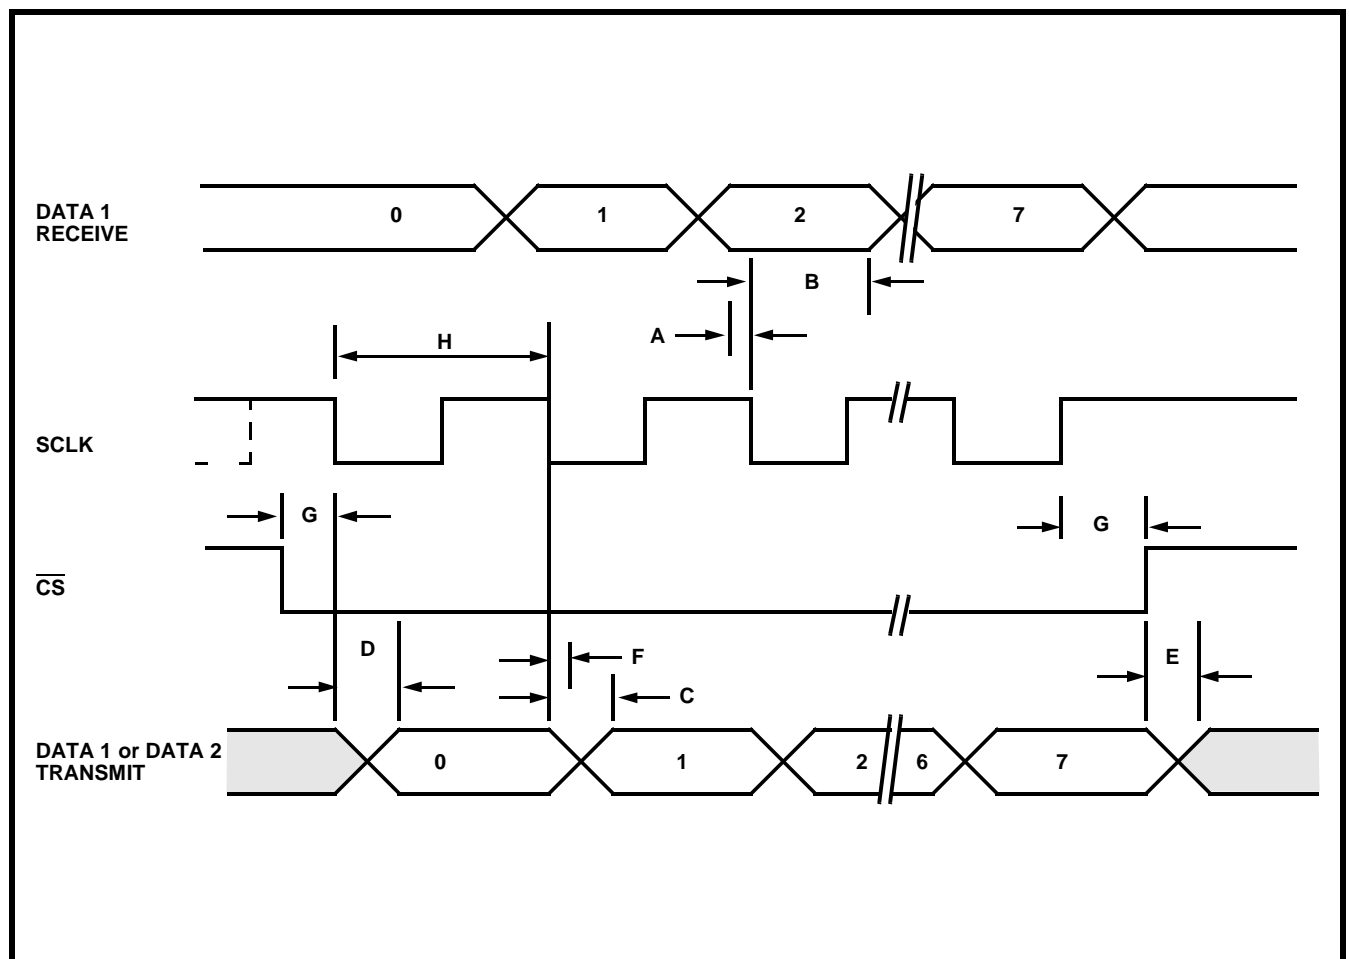 DATA 1
RECEIVE
0 1 2 7
B
A
H
SCLK
G G
CS
D F E
C
DATA 1 or DATA 2
TRANSMIT
0 1 2 6 7